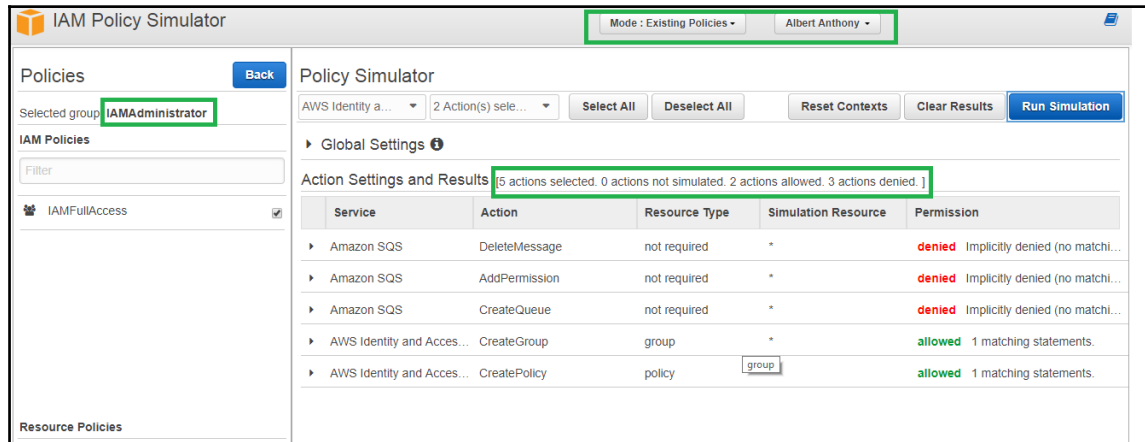 IAM Policy Simulator
Mode : Existing Policies
Albert Anthony
Policies
Back
Selected group: IAMAdministrator
IAM Policies
Filter
IAMFullAccess
Resource Policies
Policy Simulator
AWS Identity a...
2 Action(s) sele...
Select All
Deselect All
Reset Contexts
Clear Results
Run Simulation
Global Settings
Action Settings and Results [5 actions selected. 0 actions not simulated. 2 actions allowed. 3 actions denied. ]
Service Action Resource Type Simulation Resource Permission
Amazon SQS DeleteMessage not required * denied Implicitly denied (no matchi...
Amazon SQS AddPermission not required * denied Implicitly denied (no matchi...
Amazon SQS CreateQueue not required * denied Implicitly denied (no matchi...
AWS Identity and Acces... CreateGroup group * allowed 1 matching statements.
AWS Identity and Acces... CreatePolicy policy allowed 1 matching statements.
group